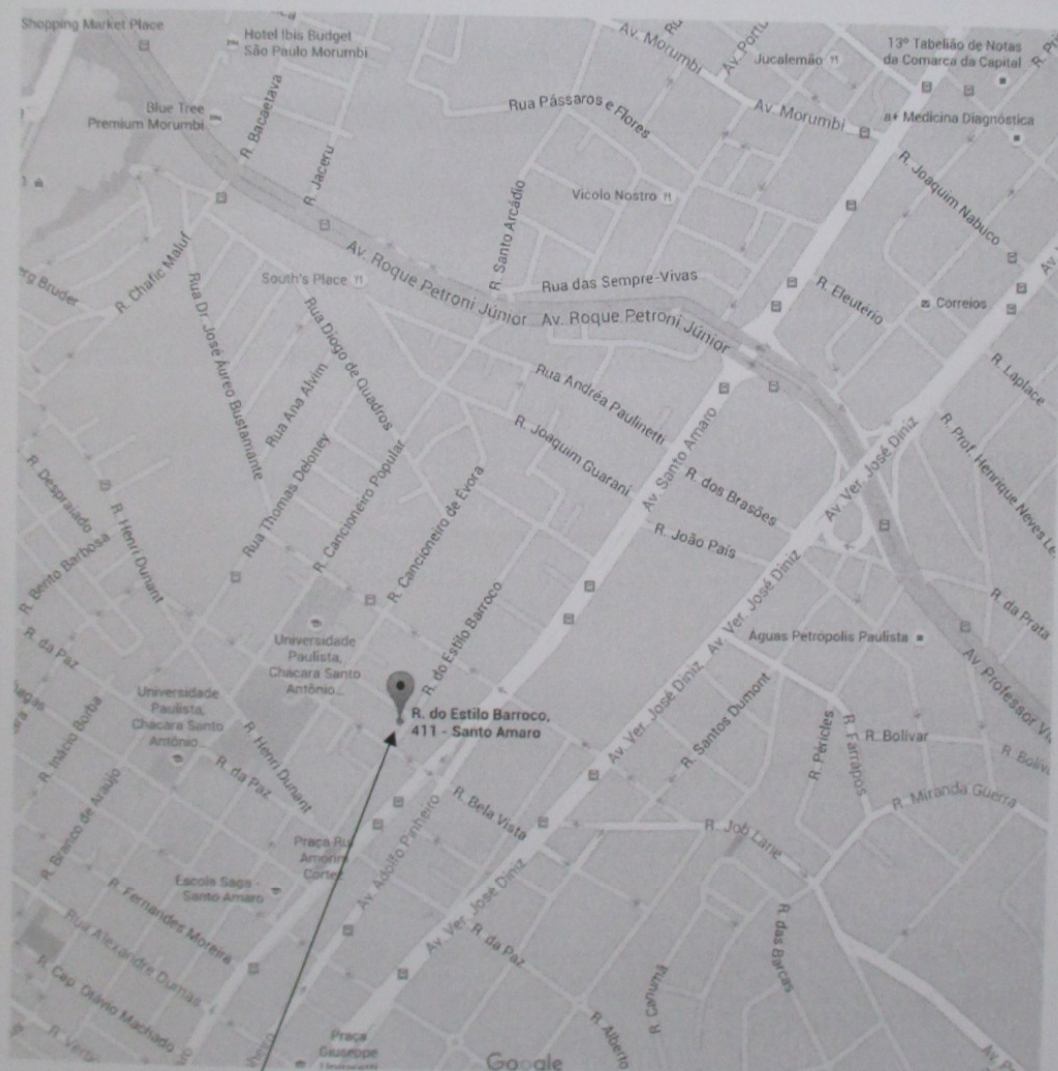 Shopping Market Place
Hotel Ibis Budget
São Paulo Morumbi
Av. Morumbi
Av. Portu
Jucalemão
13º Tabelião de Notas
da Comarca da Capital
Blue Tree
Premium Morumbi
R. Bacaetava
Rua Pássaros e Flores
Av. Morumbi
a+ Medicina Diagnóstica
R. Jaceru
R. Joaquim Nabuco
R. Santo Arcádio
Vicolo Nostro
R. Chafic Maluf
Av. Roque Petroni Júnior
South's Place
Rua das Sempre-Vivas
R. Eleutério
Correios
erg Bruder
Rua Dr. José Áureo Bustamante
Rua Diogo de Quadros
Av. Roque Petroni Júnior
R. Laplace
Rua Ana Alvim
Rua Andréa Paulinetti
R. Joaquim Guarani
Av. Santo Amaro
R. Prof. Henrique Neves Le
Av. Ver. José Diniz
R. Despraiado
R. Henri Dunant
Rua Thomas Deloney
R. Cancioneiro Popular
R. Cancioneiro de Évora
R. dos Brasões
R. João Pais
R. Bento Barbosa
R. do Estilo Barroco
Av. Ver. José Diniz
R. da Prata
R. da Paz
Universidade
Paulista,
Chácara Santo
Antônio...
Águas Petrópolis Paulista
Av. Professor Vi
Universidade
Paulista,
Chácara Santo
Antônio...
R. do Estilo Barroco,
411 - Santo Amaro
Av. Ver. José Diniz
R. Santos Dumont
R. Péricles
R. Farrapos
R. Bolívar
R. Inácio Borba
R. Henri Dunant
R. da Paz
R. Branco de Araújo
R. Bela Vista
R. Miranda Guerra
R. Job Lane
Av. Adolfo Pinheiro
Escola Saga -
Santo Amaro
R. Fernandes Moreira
Av. Ver. José Diniz
R. da Paz
R. das Barcas
Rua Alexandre Dumas
R. Canumã
R. Cap. Otávio Machado
R. Alberto
Praça
Giuseppe
Google